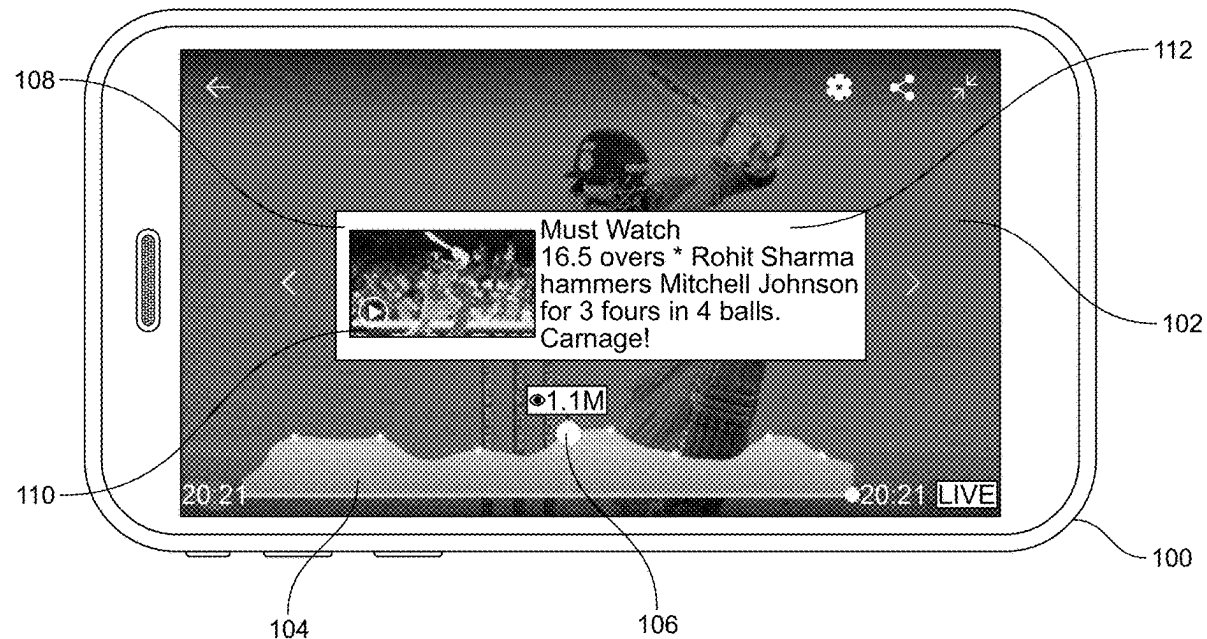 108
112
Must Watch
16.5 overs * Rohit Sharma
hammers Mitchell Johnson
for 3 fours in 4 balls.
Carnage!
102
1.1M
110
20:21
20:21 LIVE
100
104
106